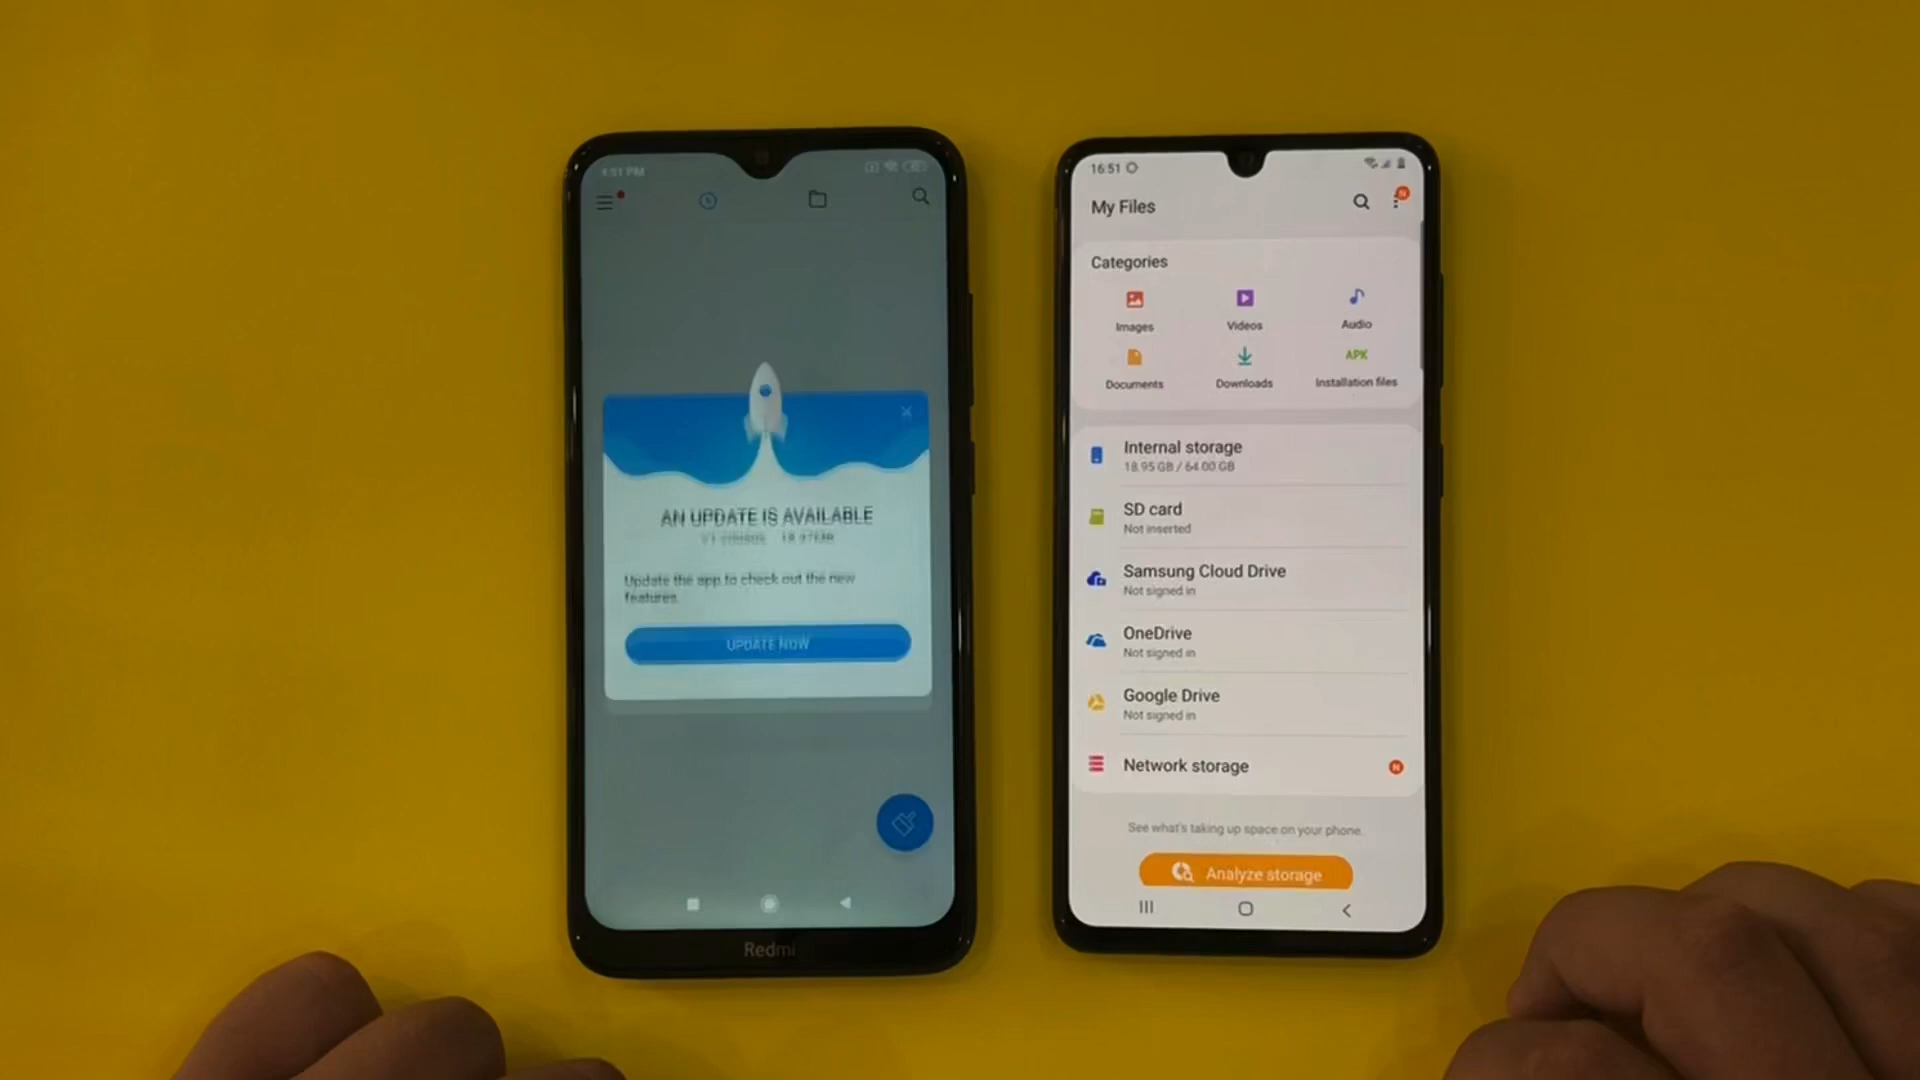 4:51 PM
AN UPDATE IS AVAILABLE
Update the app to check out the new
features.
UPDATE NOW
Redmi
16:51
My Files
N
Categories
Images
Videos
Audio
APK
Documents
Downloads
Installation files
Internal storage
18.95 GB / 64.00 GB
SD card
Not inserted
Samsung Cloud Drive
Not signed in
OneDrive
Not signed in
Google Drive
Not signed in
Network storage
N
See what's taking up space on your phone.
Analyze storage